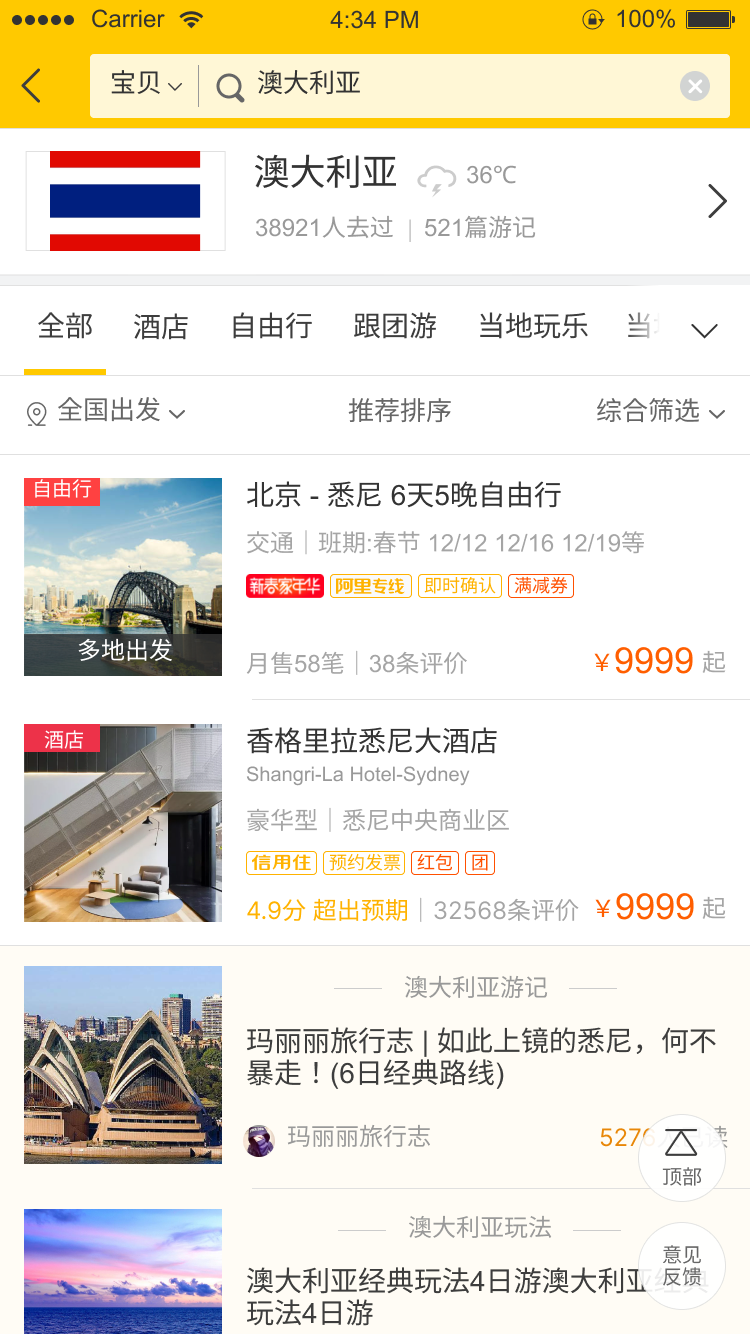 Carrier 4:34 PM 100%
宝贝 澳大利亚
澳大利亚 36℃
38921人去过 | 521篇游记
全部 酒店 自由行 跟团游 当地玩乐 当
全国出发 推荐排序 综合筛选
自由行
北京 - 悉尼 6天5晚自由行
交通 | 班期:春节 12/12 12/16 12/19等
新春家年华 阿里专线 即时确认 满减券
多地出发
月售58笔 | 38条评价 ¥9999 起
酒店
香格里拉悉尼大酒店
Shangri-La Hotel-Sydney
豪华型 | 悉尼中央商业区
信用住 预约发票 红包 团
4.9分 超出预期 | 32568条评价 ¥9999 起
澳大利亚游记
玛丽丽旅行志 | 如此上镜的悉尼，何不
暴走！(6日经典路线)
玛丽丽旅行志 5276 读
顶部
澳大利亚玩法
意见
反馈
澳大利亚经典玩法4日游澳大利亚经典
玩法4日游